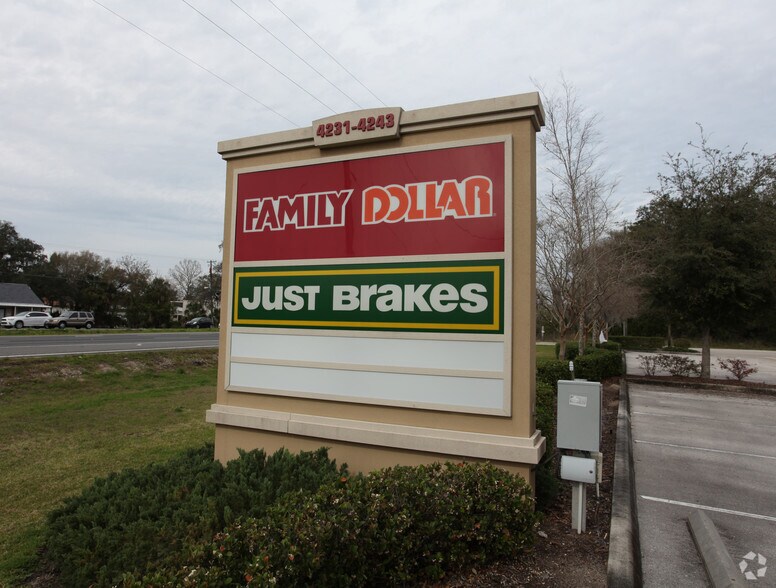 4231-4243
FAMILY DOLLAR
JUST BRaKes